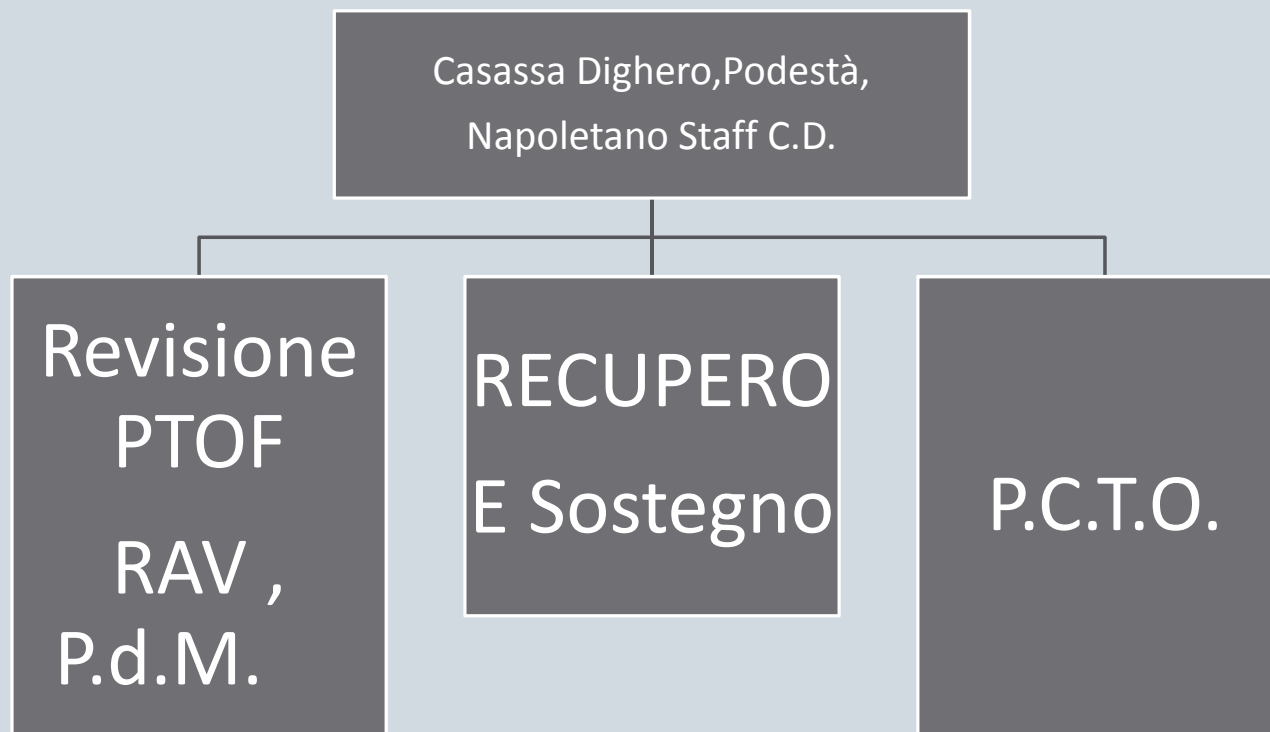 Casassa Dighero,Podestà,
Napoletano Staff C.D.
Revisione
PTOF
RAV ,
P.d.M.
RECUPERO
E Sostegno
P.C.T.O.